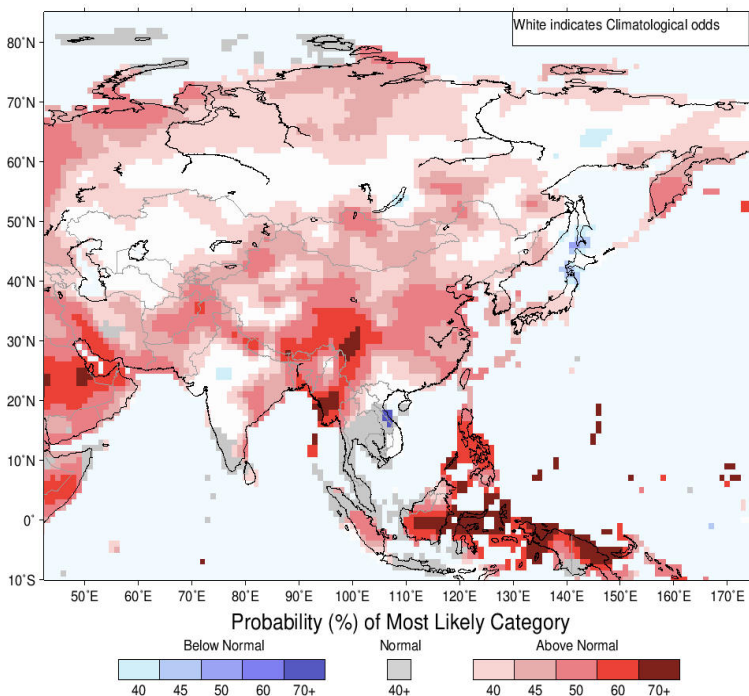 White indicates Climatological odds
80˚N
70˚N
60˚N
50˚N
40˚N
30˚N
20˚N
10˚N
0˚
10˚S
50˚E 60˚E 70˚E 80˚E 90˚E 100˚E 110˚E 120˚E 130˚E 140˚E 150˚E 160˚E 170˚E
Probability (%) of Most Likely Category
Below Normal Normal Above Normal
40 45 50 60 70+ 40+ 40 45 50 60 70+